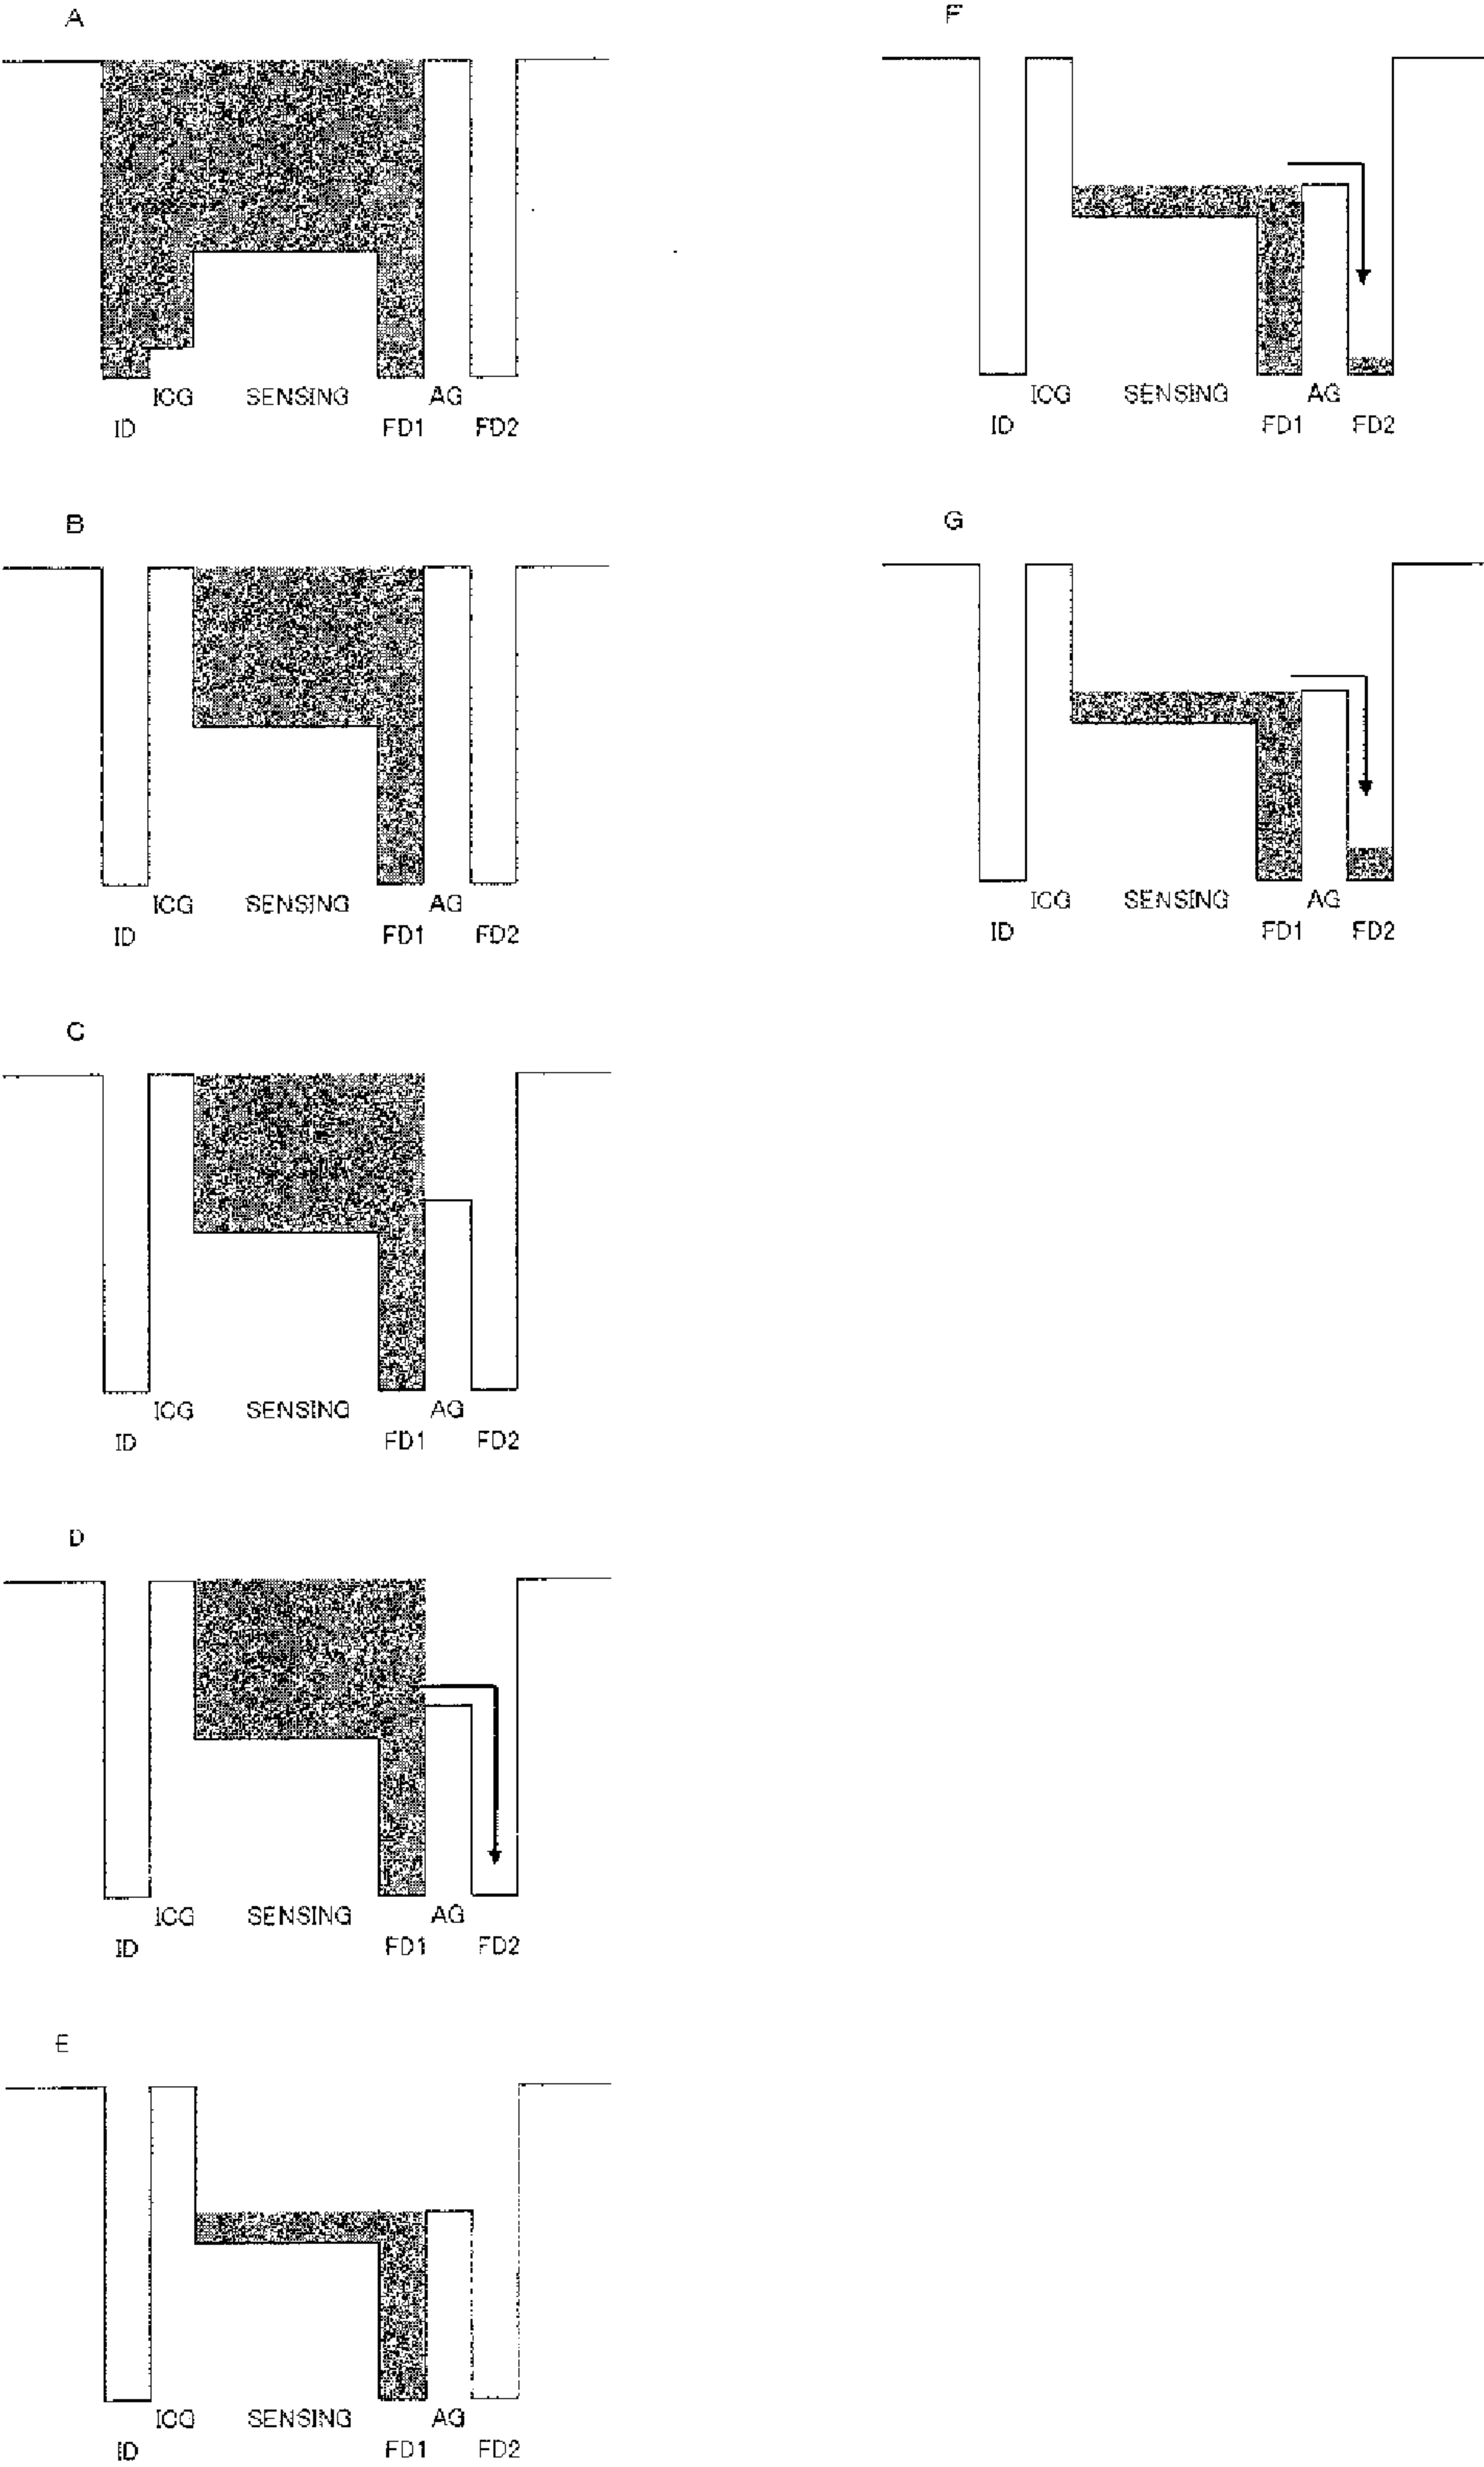 A
ICG SENSING AG
ID FD1 FD2
B
ICG SENSING AG
ID FD1 FD2
C
ICG SENSING AG
ID FD1 FD2
D
ICG SENSING AG
ID FD1 FD2
E
ICG SENSING AG
ID FD1 FD2
F
ICG SENSING AG
ID FD1 FD2
G
ICG SENSING AG
ID FD1 FD2